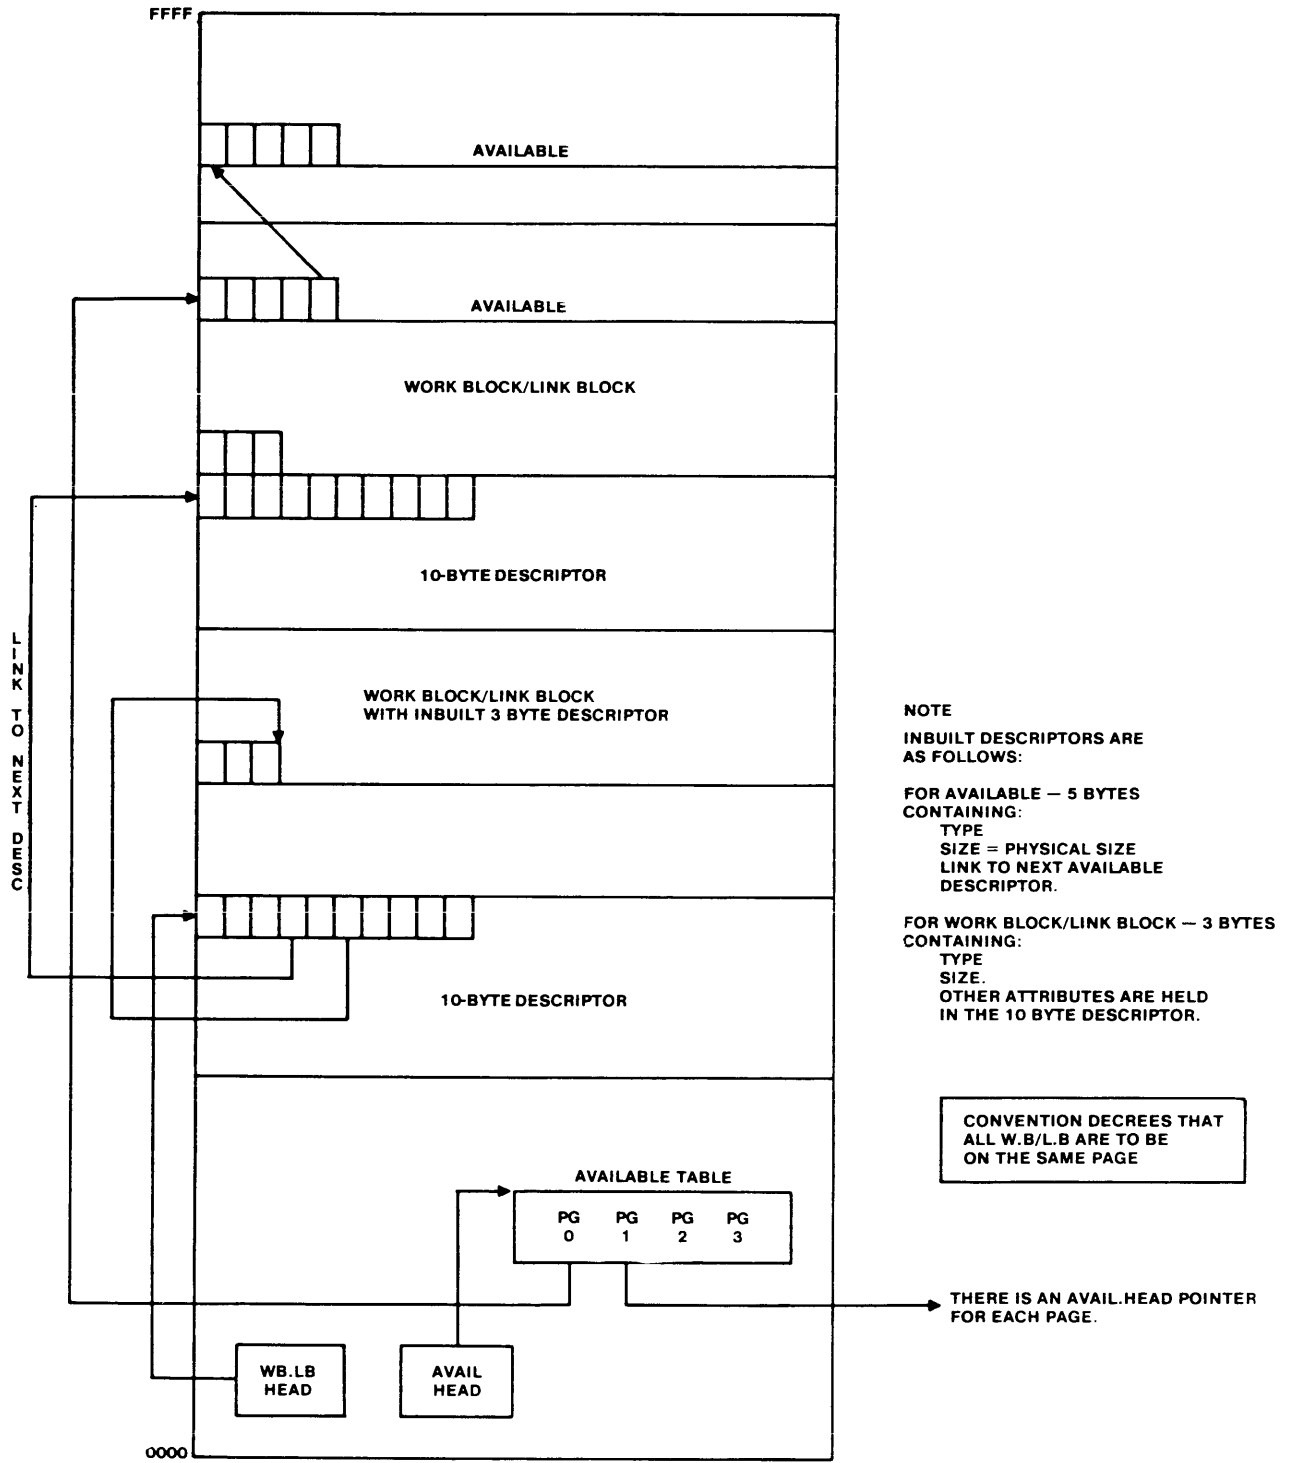 FFFF
AVAILABLE
AVAILABLE
WORK BLOCK/LINK BLOCK
10-BYTE DESCRIPTOR
LINK TO NEXT DESC
WORK BLOCK/LINK BLOCK
WITH INBUILT 3 BYTE DESCRIPTOR
10-BYTE DESCRIPTOR
NOTE
INBUILT DESCRIPTORS ARE
AS FOLLOWS:
FOR AVAILABLE — 5 BYTES
CONTAINING:
TYPE
SIZE = PHYSICAL SIZE
LINK TO NEXT AVAILABLE
DESCRIPTOR.
FOR WORK BLOCK/LINK BLOCK — 3 BYTES
CONTAINING:
TYPE
SIZE.
OTHER ATTRIBUTES ARE HELD
IN THE 10 BYTE DESCRIPTOR.
CONVENTION DECREES THAT
ALL W.B/L.B ARE TO BE
ON THE SAME PAGE
AVAILABLE TABLE
PG PG PG PG
0 1 2 3
THERE IS AN AVAIL.HEAD POINTER
FOR EACH PAGE.
WB.LB
HEAD
AVAIL
HEAD
0000